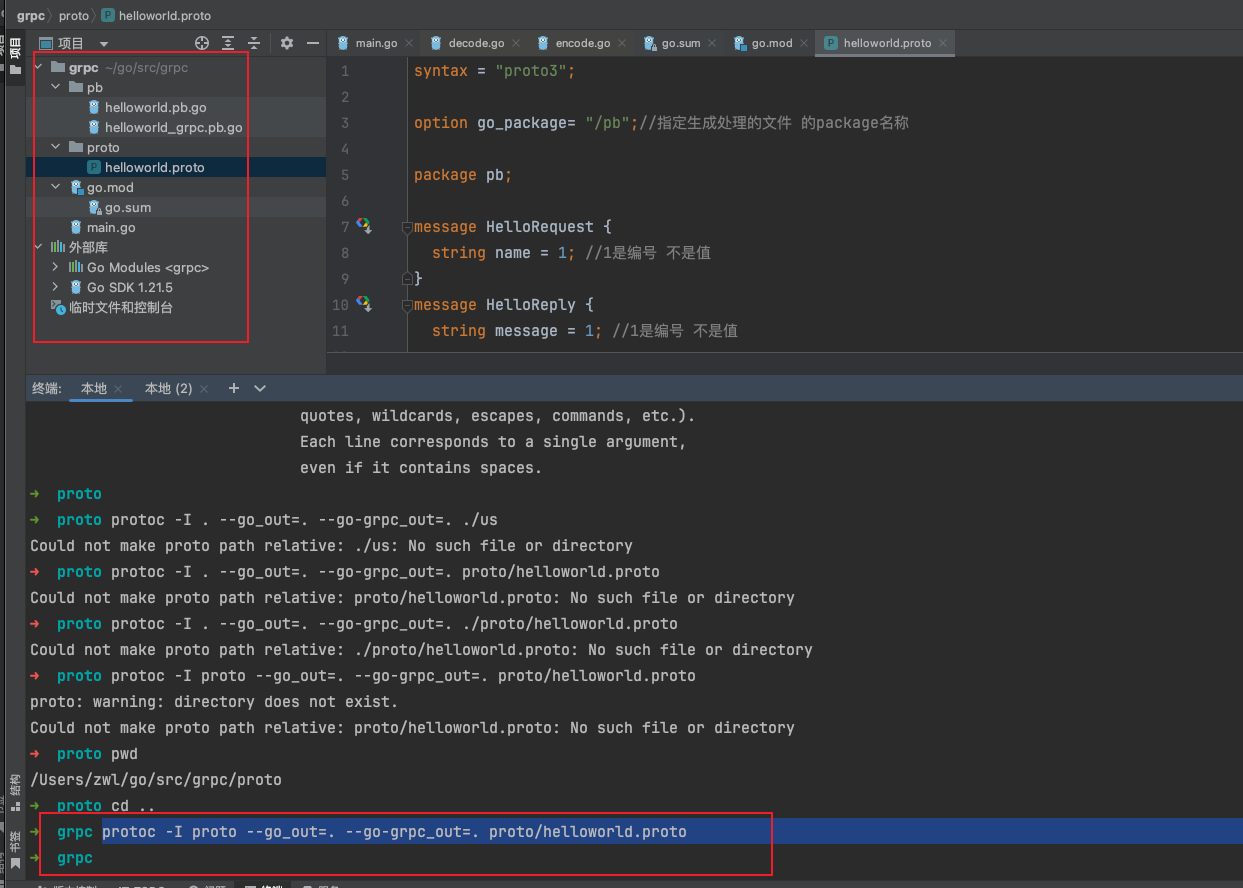 grpc proto helloworld.proto
项目
项目
main.go decode.go encode.go go.sum go.mod helloworld.proto
grpc ~/go/src/grpc
pb
helloworld.pb.go
helloworld_grpc.pb.go
proto
helloworld.proto
go.mod
go.sum
main.go
外部库
Go Modules <grpc>
Go SDK 1.21.5
临时文件和控制台
1 syntax = "proto3";
2
3 option go_package= "/pb";//指定生成处理的文件 的package名称
4
5 package pb;
6
7 message HelloRequest {
8 string name = 1; //1是编号 不是值
9 }
10 message HelloReply {
11 string message = 1; //1是编号 不是值
终端: 本地 本地 (2)
quotes, wildcards, escapes, commands, etc.).
Each line corresponds to a single argument,
even if it contains spaces.
→ proto
→ proto protoc -I . --go_out=. --go-grpc_out=. ./us
Could not make proto path relative: ./us: No such file or directory
→ proto protoc -I . --go_out=. --go-grpc_out=. proto/helloworld.proto
Could not make proto path relative: proto/helloworld.proto: No such file or directory
→ proto protoc -I . --go_out=. --go-grpc_out=. ./proto/helloworld.proto
Could not make proto path relative: ./proto/helloworld.proto: No such file or directory
→ proto protoc -I proto --go_out=. --go-grpc_out=. proto/helloworld.proto
proto: warning: directory does not exist.
Could not make proto path relative: proto/helloworld.proto: No such file or directory
→ proto pwd
/Users/zwl/go/src/grpc/proto
→ proto cd ..
→ grpc protoc -I proto --go_out=. --go-grpc_out=. proto/helloworld.proto
→ grpc
结构
书签